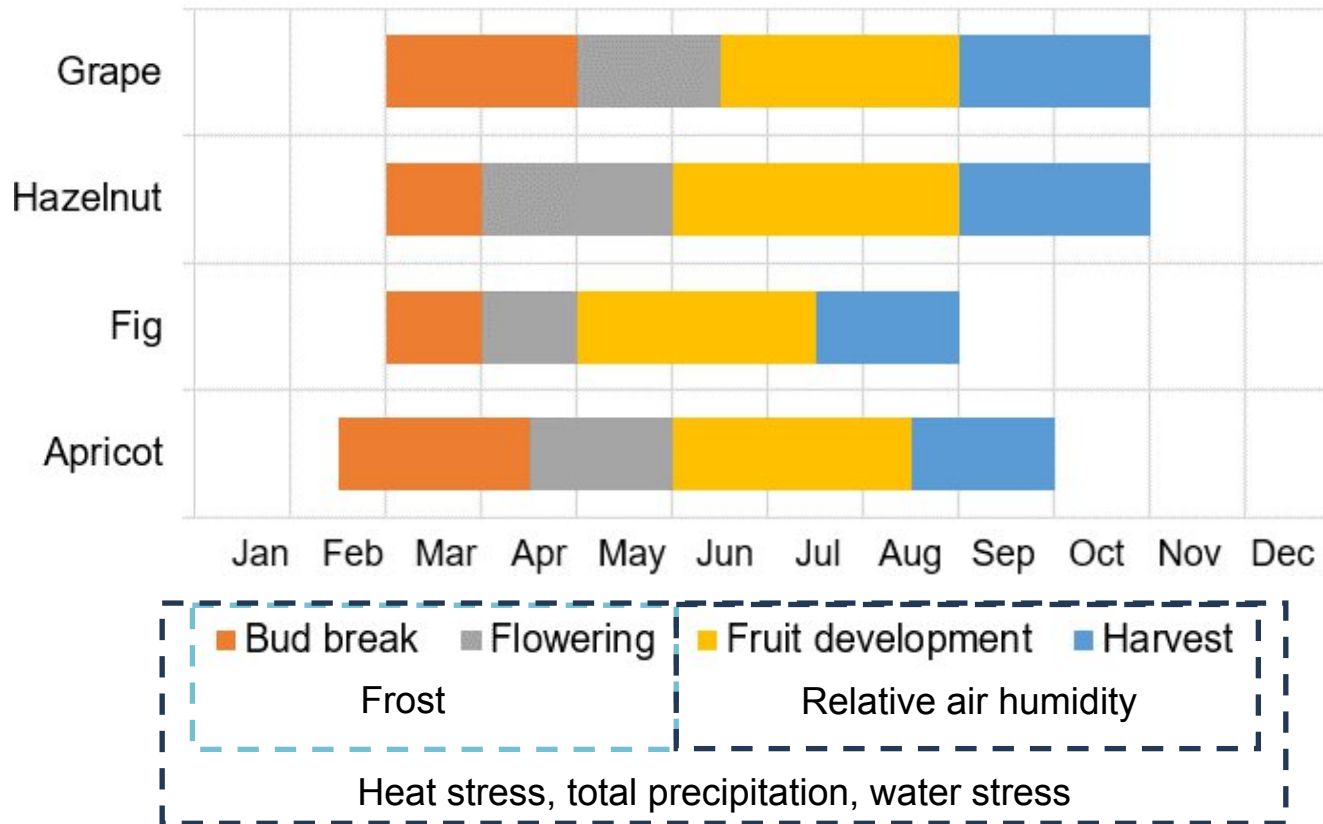 Grape
Hazelnut
Fig
Apricot
Jan Feb Mar Apr May Jun Jul Aug Sep Oct Nov Dec
Bud break Flowering Fruit development Harvest
Frost Relative air humidity
Heat stress, total precipitation, water stress